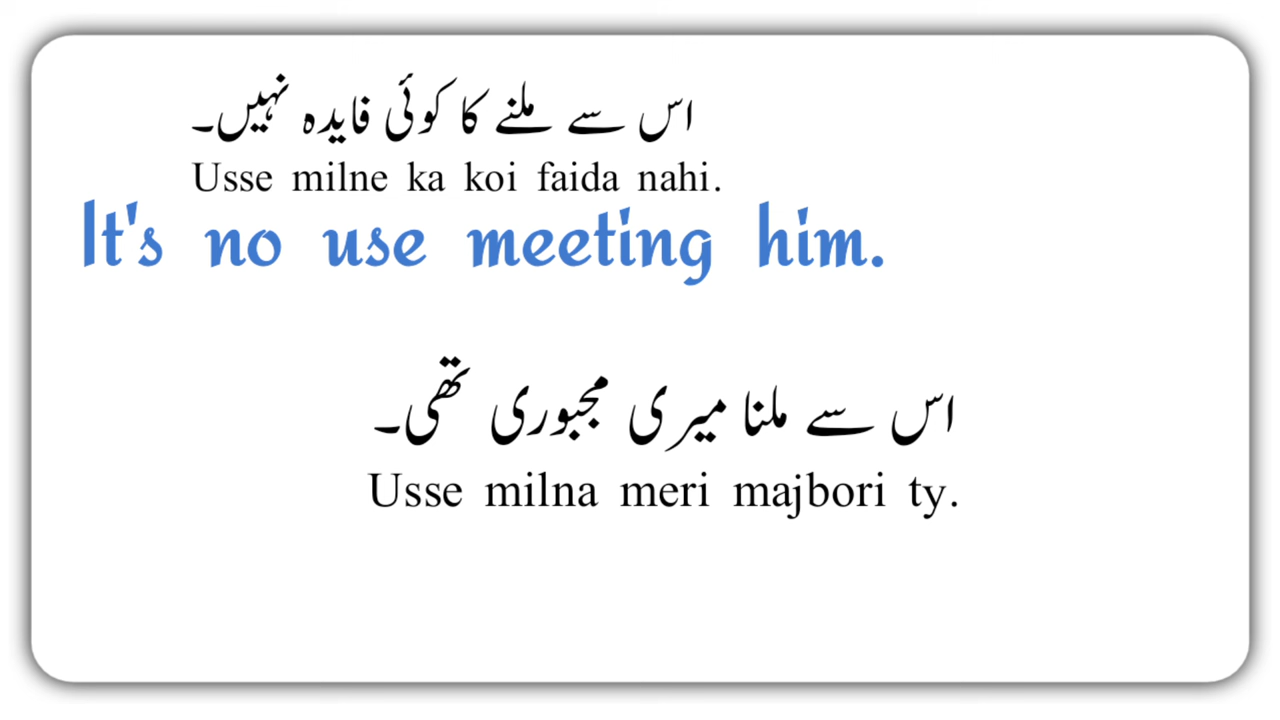 اس سے ملنے کا کوئی فایدہ نہیں۔
Usse milne ka koi faida nahi.
It's no use meeting him.
اس سے ملنا میری مجبوری تھی۔
Usse milna meri majbori ty.